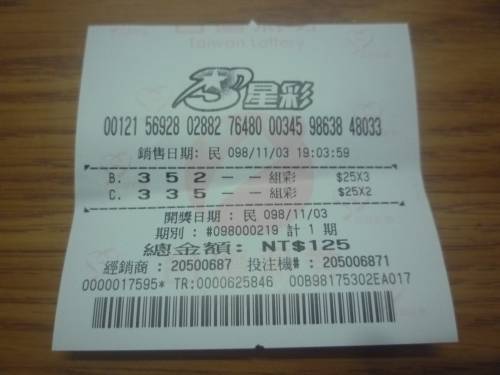 Taiwan Lottery
3星彩
00121 56928 02882 76480 00345 98638 48033
銷售日期: 民 098/11/03 19:03:59
B. 3 5 2 - - 組彩 $25X3
C. 3 3 5 - - 組彩 $25X2
開獎日期 : 民 098/11/03
期別 : #098000219 計 1 期
總金額: NT$125
經銷商 : 20500687 投注機# : 205006871
0000017595* TR:0000625846 00B98175302EA017